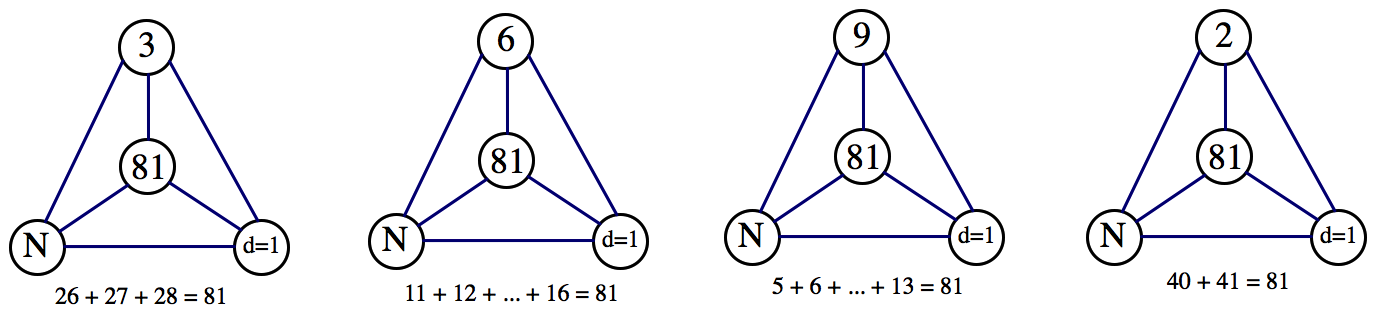 3
81
N
d=1
26 + 27 + 28 = 81
6
81
N
d=1
11 + 12 + ... + 16 = 81
9
81
N
d=1
5 + 6 + ... + 13 = 81
2
81
N
d=1
40 + 41 = 81